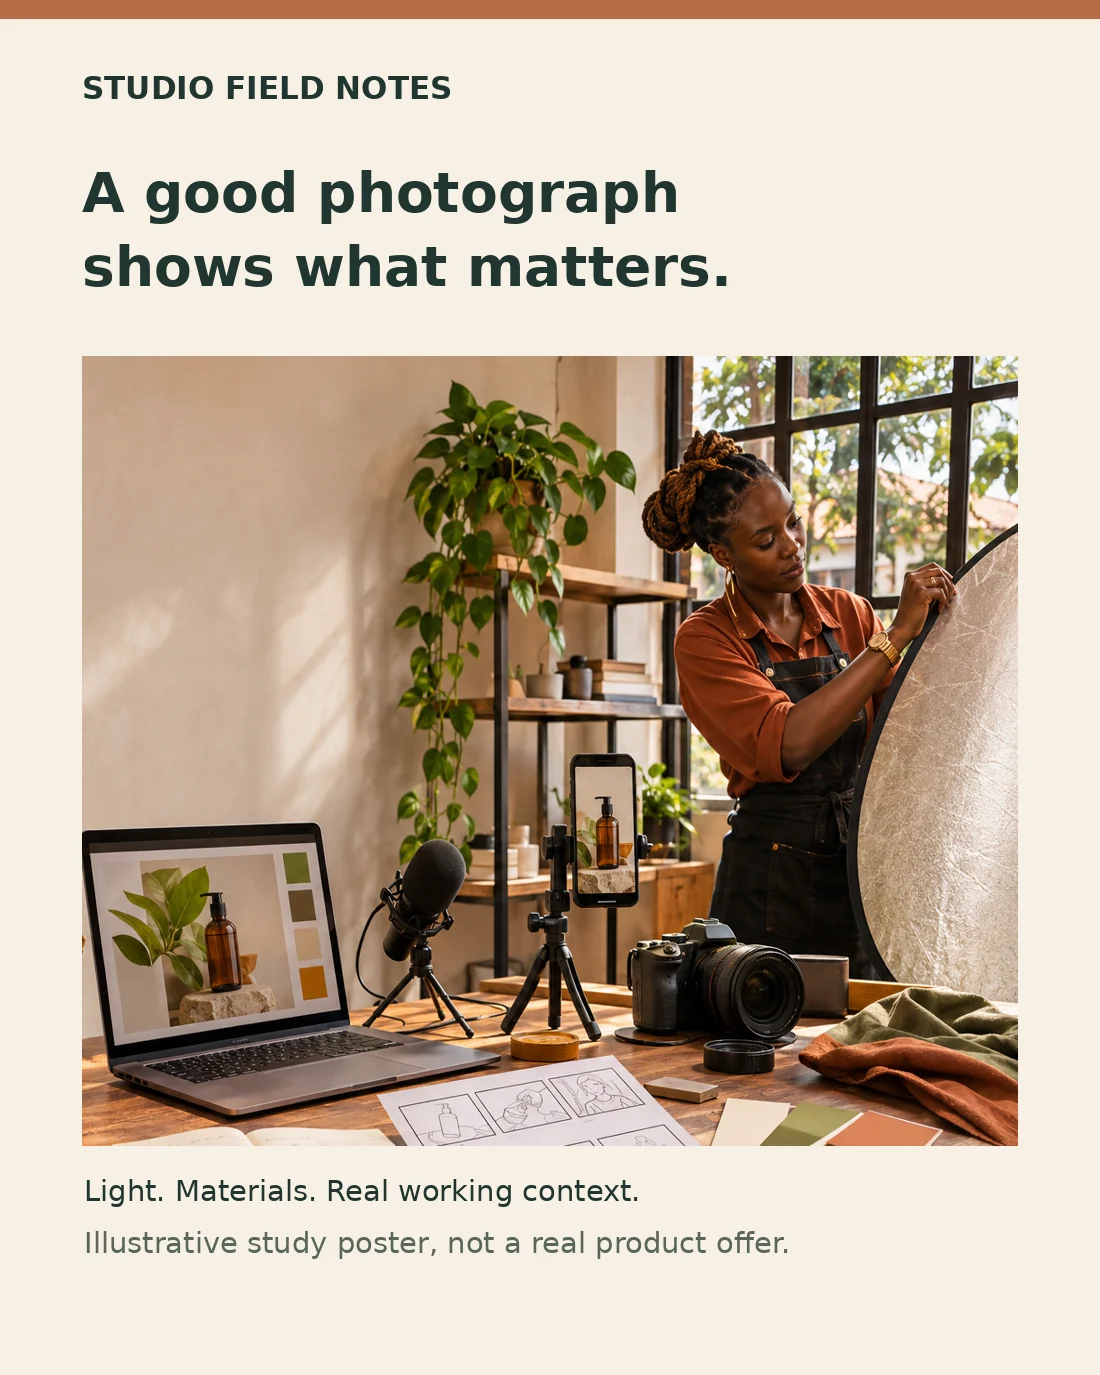 STUDIO FIELD NOTES
A good photograph
shows what matters.
Light. Materials. Real working context.
Illustrative study poster, not a real product offer.